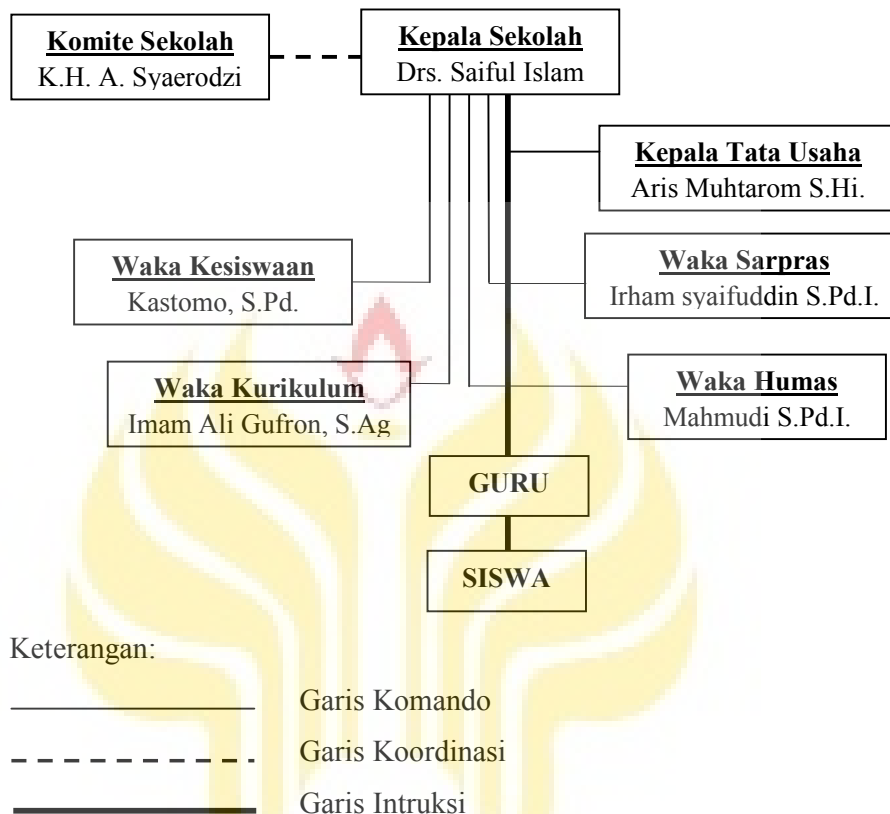 Komite Sekolah
K.H. A. Syaerodzi
Kepala Sekolah
Drs. Saiful Islam
Kepala Tata Usaha
Aris Muhtarom S.Hi.
Waka Kesiswaan
Kastomo, S.Pd.
Waka Sarpras
Irham syaifuddin S.Pd.I.
Waka Kurikulum
Imam Ali Gufron, S.Ag
Waka Humas
Mahmudi S.Pd.I.
GURU
SISWA
Keterangan:
Garis Komando
Garis Koordinasi
Garis Intruksi